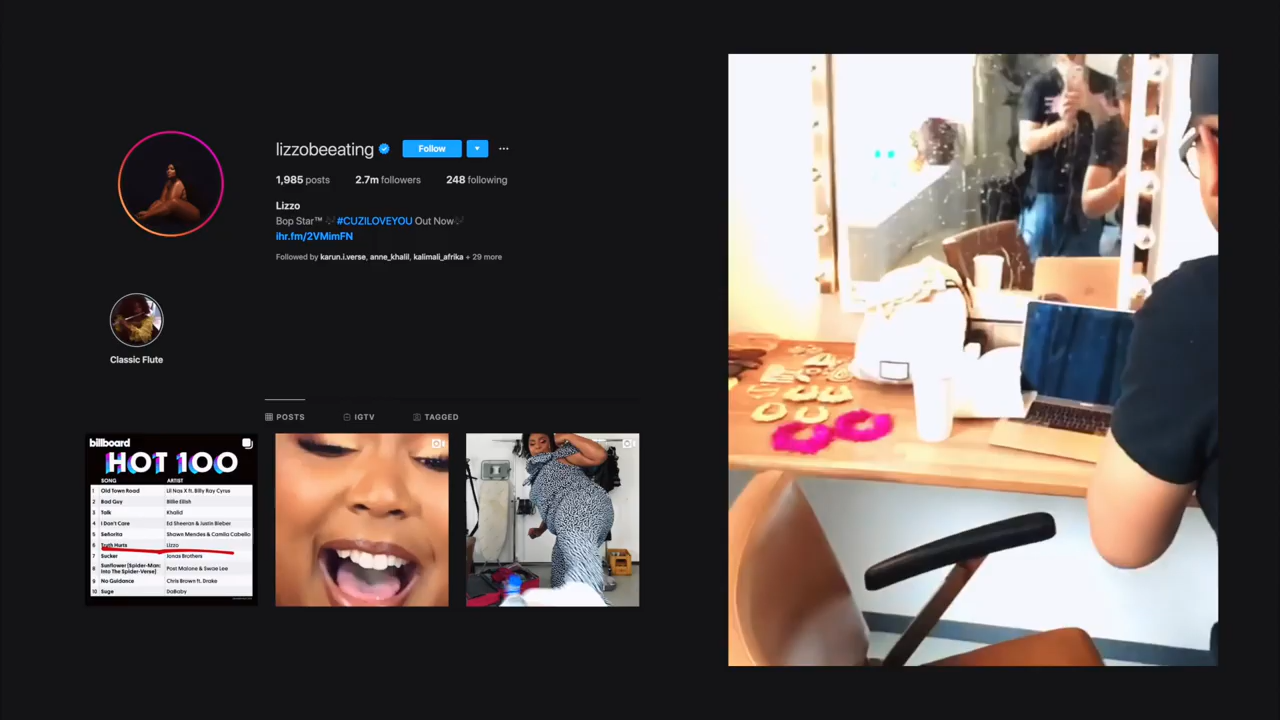 lizzobeeating Follow
1,985 posts 2.7m followers 248 following
Lizzo
Bop Star™ #CUZILOVEYOU Out Now
ihr.fm/2VMimFN
Followed by karun.i.verse, anne_khalil, kalimali_afrika + 29 more
Classic Flute
POSTS IGTV TAGGED
billboard
HOT 100
SONG ARTIST
1 Old Town Road Lil Nas X ft. Billy Ray Cyrus
2 Bad Guy Billie Eilish
3 Talk Khalid
4 I Don't Care Ed Sheeran & Justin Bieber
5 Señorita Shawn Mendes & Camila Cabello
6 Truth Hurts Lizzo
7 Sucker Jonas Brothers
8 Sunflower (Spider-Man: Into The Spider-Verse) Post Malone & Swae Lee
9 No Guidance Chris Brown ft. Drake
10 Suge DaBaby